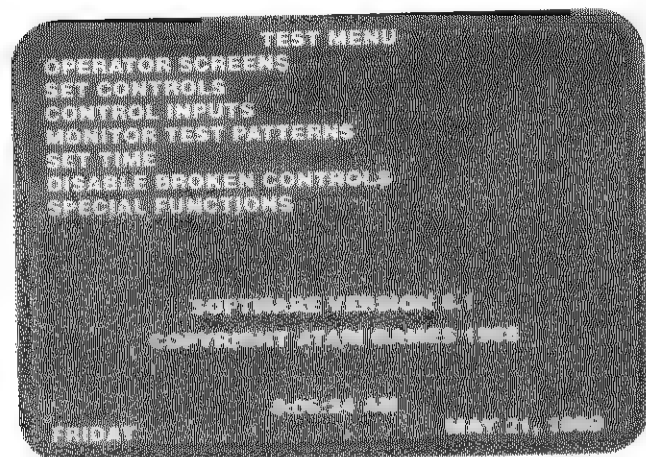 TEST MENU
OPERATOR SCREENS
SET CONTROLS
CONTROL INPUTS
MONITOR TEST PATTERNS
SET TIME
DISABLE BROKEN CONTROLS
SPECIAL FUNCTIONS
SOFTWARE VERSION
COPYRIGHT ATARI GAMES
FRIDAY
MAY 21,